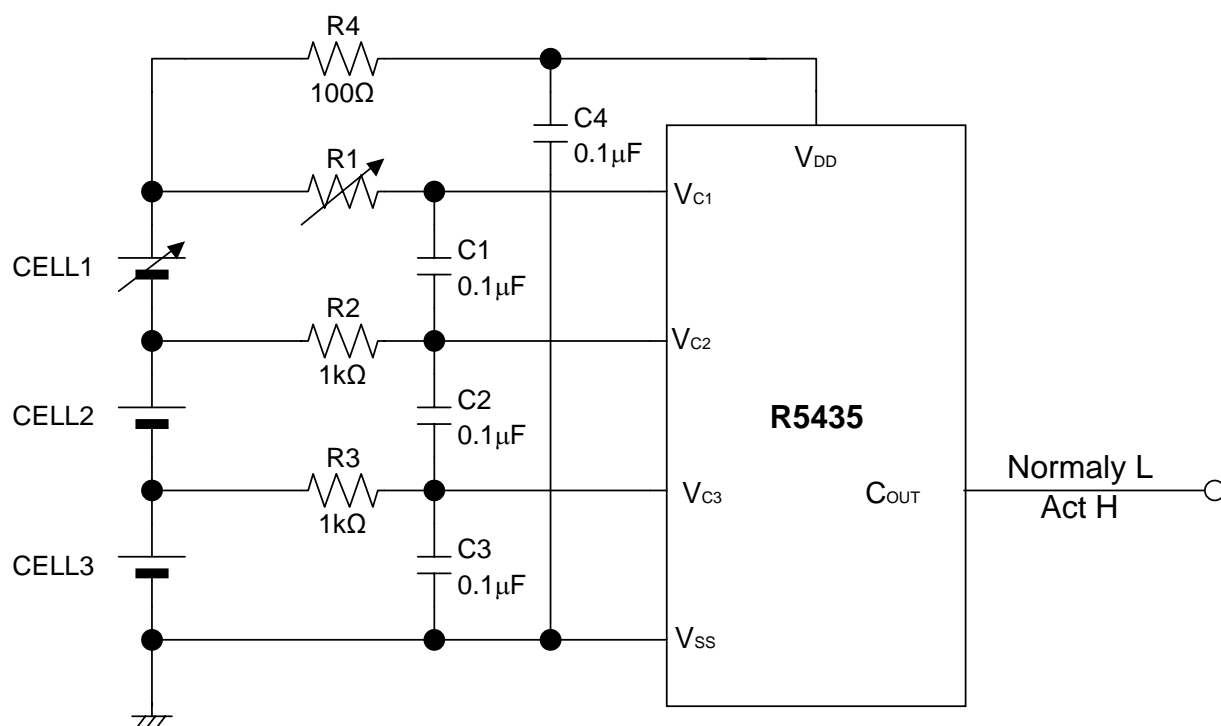 R4
100Ω
C4
0.1μF
VDD
R1
VC1
CELL1
C1
0.1μF
R2
1kΩ
VC2
CELL2
C2
0.1μF
R5435
R3
1kΩ
VC3
COUT
Normaly L
Act H
CELL3
C3
0.1μF
VSS